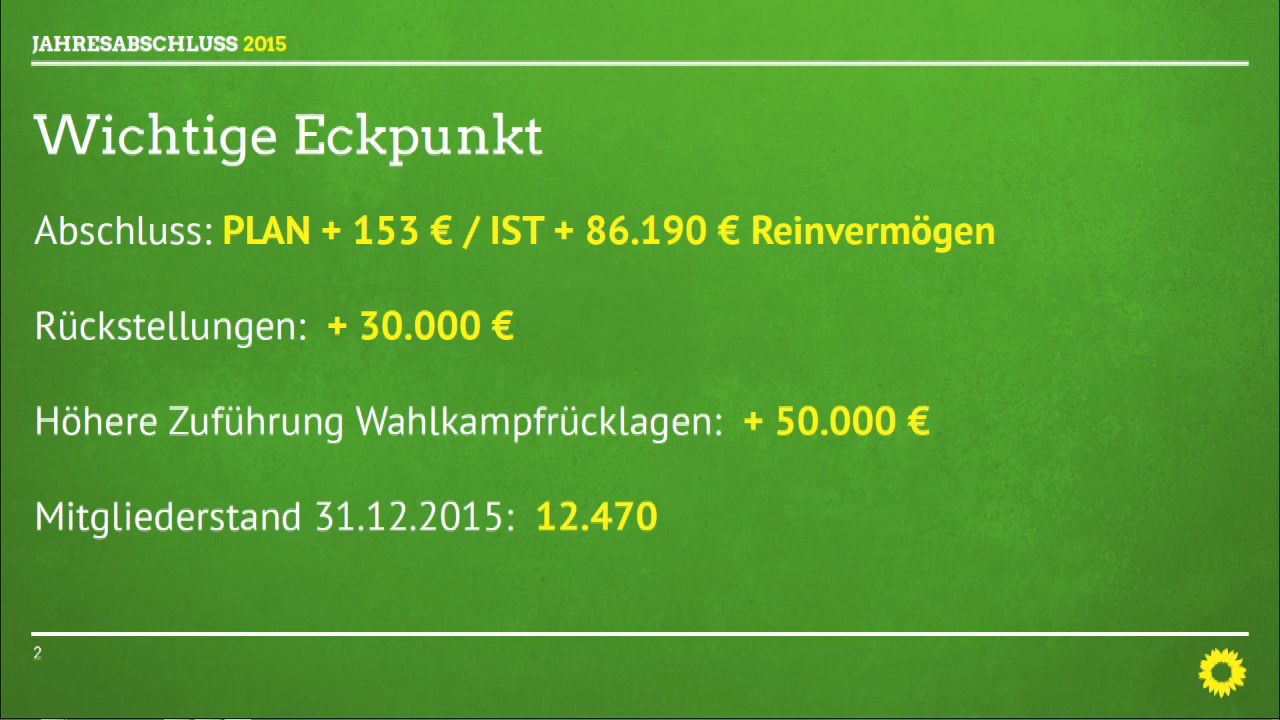 JAHRESABSCHLUSS 2015
Wichtige Eckpunkt
Abschluss: PLAN + 153 € / IST + 86.190 € Reinvermögen
Rückstellungen: + 30.000 €
Höhere Zuführung Wahlkampfrücklagen: + 50.000 €
Mitgliederstand 31.12.2015: 12.470
2